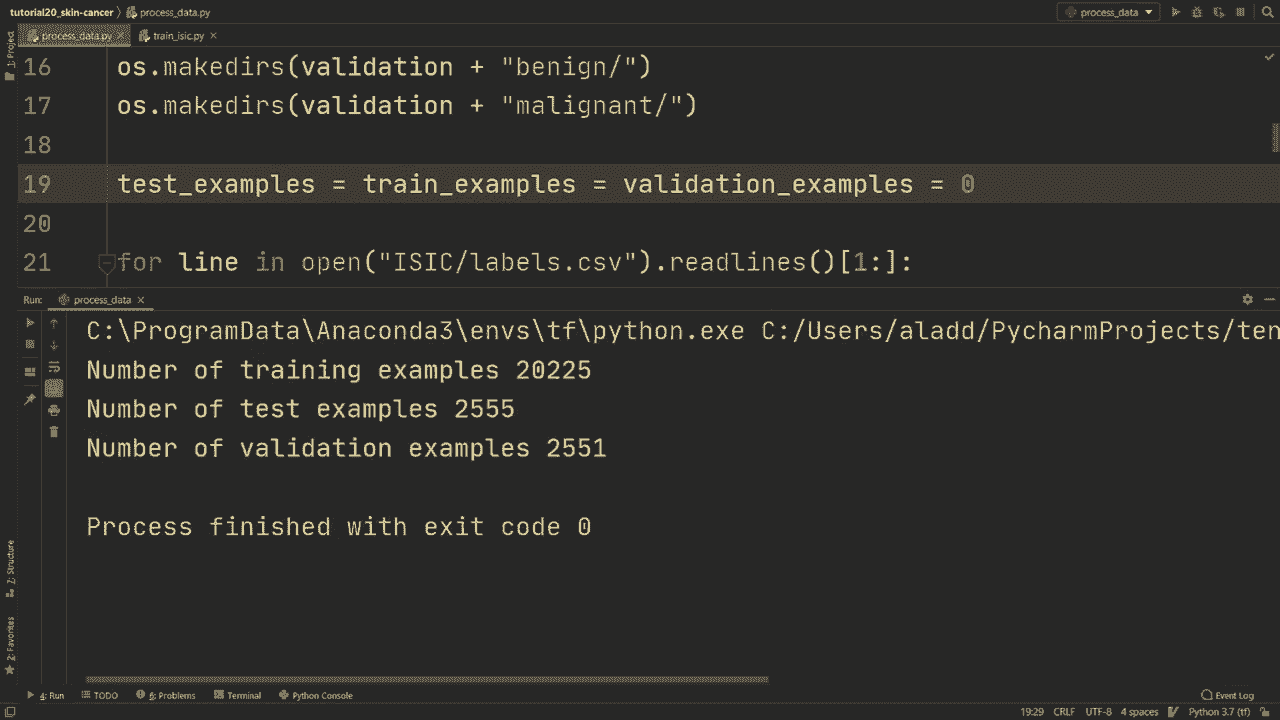 tutorial20_skin-cancer process_data.py process_data
1: Project
process_data.py train_isic.py
16 os.makedirs(validation + "benign/")
17 os.makedirs(validation + "malignant/")
18
19 test_examples = train_examples = validation_examples = 0
20
21 for line in open("ISIC/labels.csv").readlines()[1:]:
Run: process_data
C:\ProgramData\Anaconda3\envs\tf\python.exe C:/Users/aladd/PycharmProjects/ten
Number of training examples 20225
Number of test examples 2555
Number of validation examples 2551
Process finished with exit code 0
7: Structure
2: Favorites
4: Run TODO 6: Problems Terminal Python Console Event Log
19:29 CRLF UTF-8 4 spaces Python 3.7 (tf)